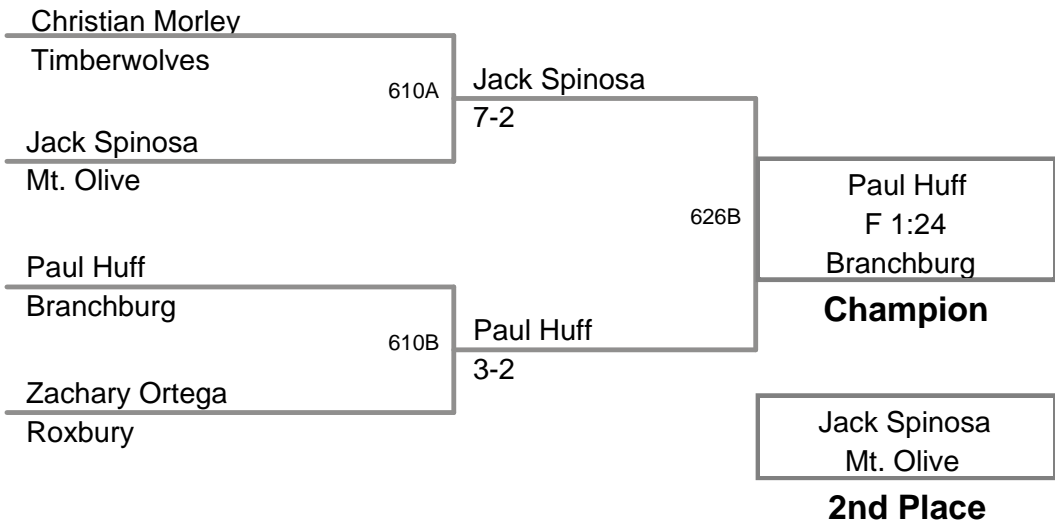 Christian Morley
Timberwolves
610A
Jack Spinosa
7-2
Jack Spinosa
Mt. Olive
626B
Paul Huff
F 1:24
Branchburg
Champion
Paul Huff
Branchburg
610B
Paul Huff
3-2
Zachary Ortega
Roxbury
Jack Spinosa
Mt. Olive
2nd Place